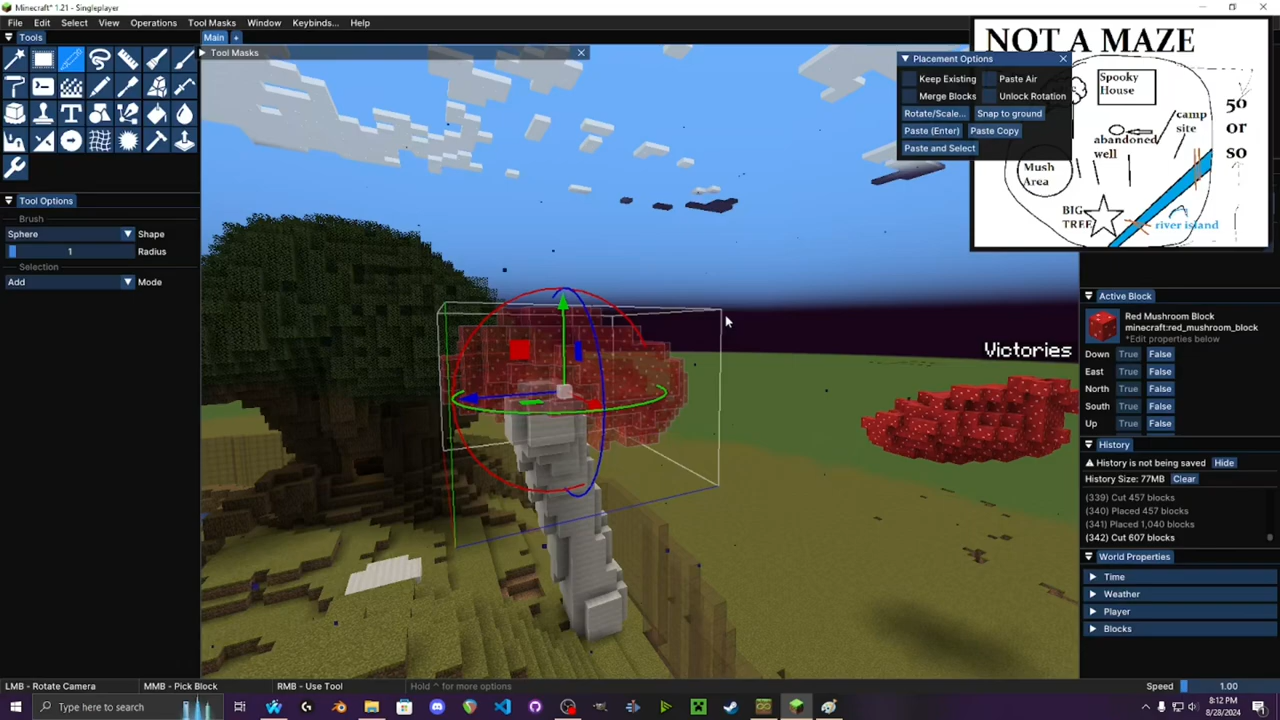 Minecraft* 1.21 - Singleplayer
File Edit Select View Operations Tool Masks Window Keybinds... Help
Tools
Main +
Tool Masks
Tool Options
Brush
Sphere Shape
1 Radius
Selection
Add Mode
Placement Options
Keep Existing Paste Air
Merge Blocks Unlock Rotation
Rotate/Scale... Snap to ground
Paste (Enter) Paste Copy
Paste and Select
NOT A MAZE
Spooky
House
camp
site
abandoned
well
Mush
Area
BIG
TREE
river island
50
or
so
Victories
Active Block
Red Mushroom Block
minecraft:red_mushroom_block
*Edit properties below
Down True False
East True False
North True False
South True False
Up True False
History
History is not being saved Hide
History Size: 77MB Clear
(339) Cut 457 blocks
(340) Placed 457 blocks
(341) Placed 1,040 blocks
(342) Cut 607 blocks
World Properties
Time
Weather
Player
Blocks
LMB - Rotate Camera MMB - Pick Block RMB - Use Tool Hold ^ for more options Speed 1.00
Type here to search
8:12 PM
8/28/2024